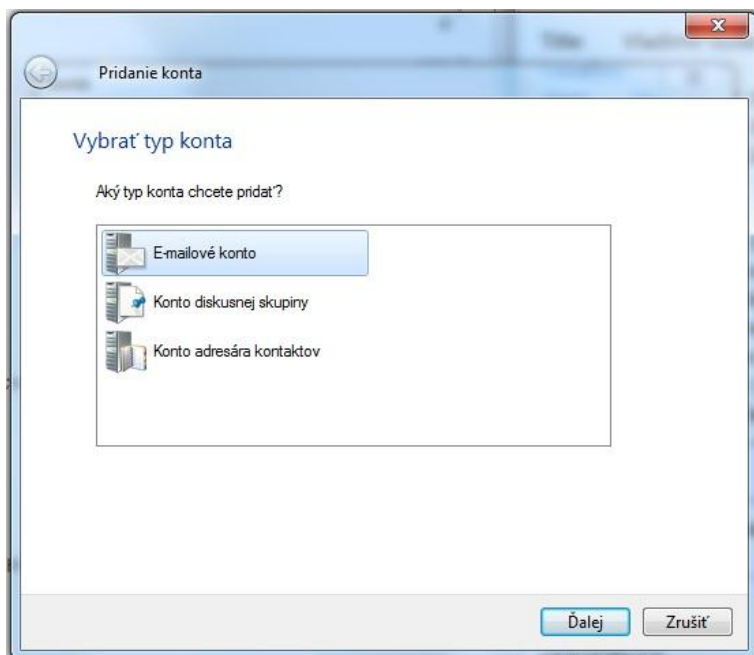 Pridanie konta
Vybrať typ konta
Aký typ konta chcete pridať?
E-mailové konto
Konto diskusnej skupiny
Konto adresára kontaktov
Ďalej
Zrušiť